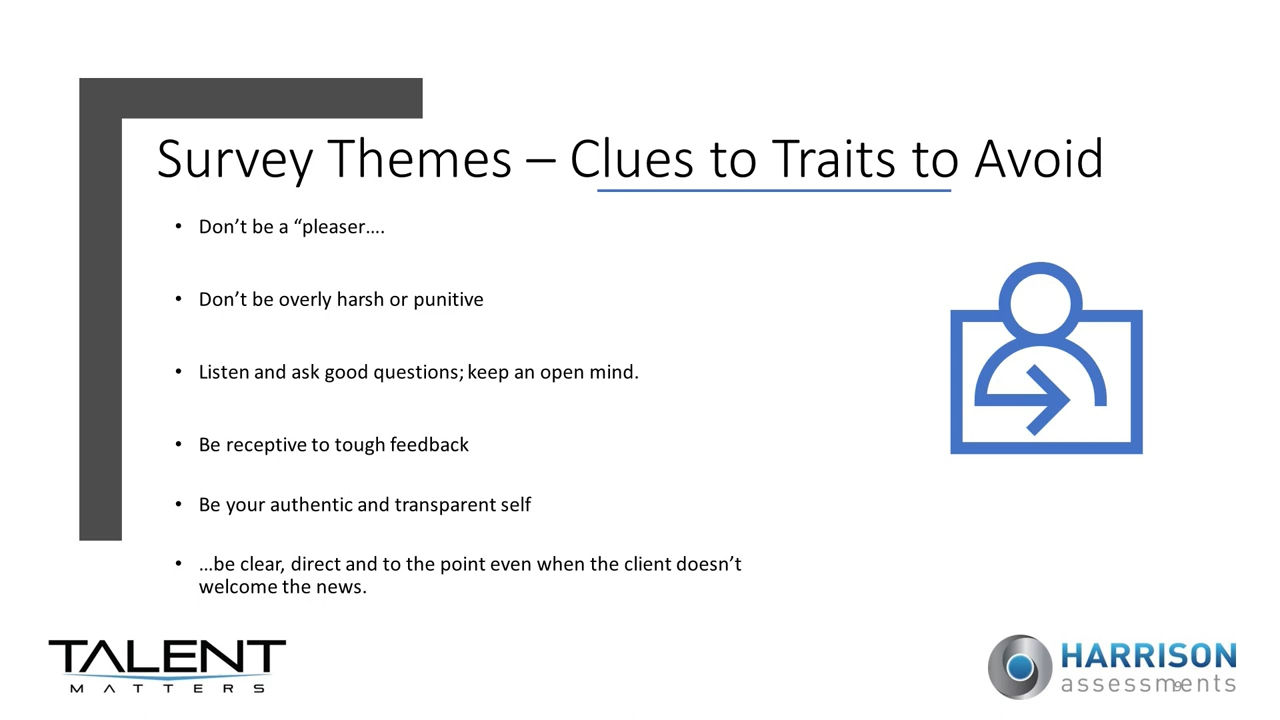 Survey Themes – Clues to Traits to Avoid
• Don’t be a “pleaser….
• Don’t be overly harsh or punitive
• Listen and ask good questions; keep an open mind.
• Be receptive to tough feedback
• Be your authentic and transparent self
• …be clear, direct and to the point even when the client doesn’t
welcome the news.
TALENT
MATTERS
HARRISON
assessments